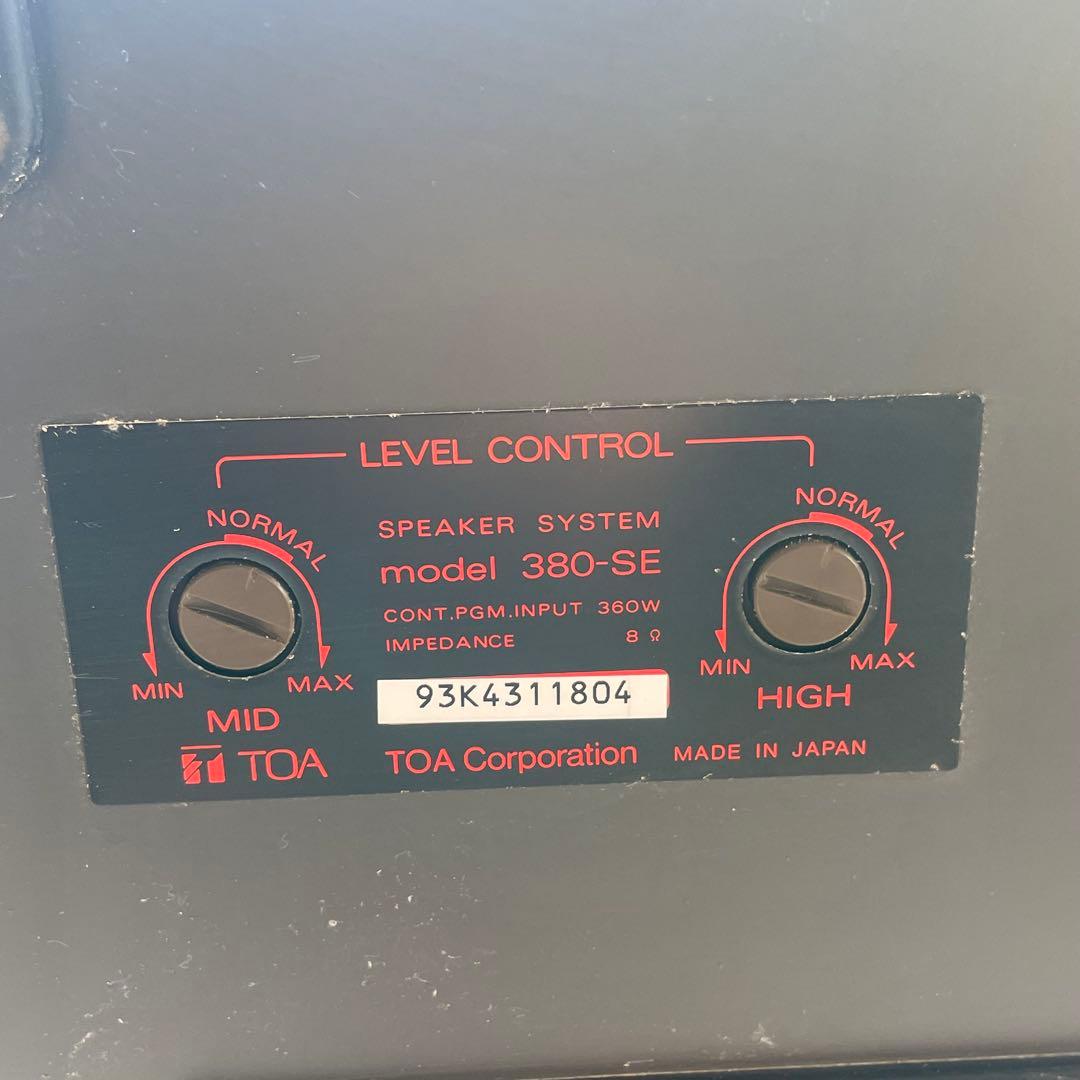 LEVEL CONTROL
NORMAL
NORMAL
SPEAKER SYSTEM
model 380-SE
CONT.PGM.INPUT 360W
IMPEDANCE 8 Ω
MIN MAX
MID
MIN MAX
HIGH
93K4311804
TOA
TOA Corporation
MADE IN JAPAN